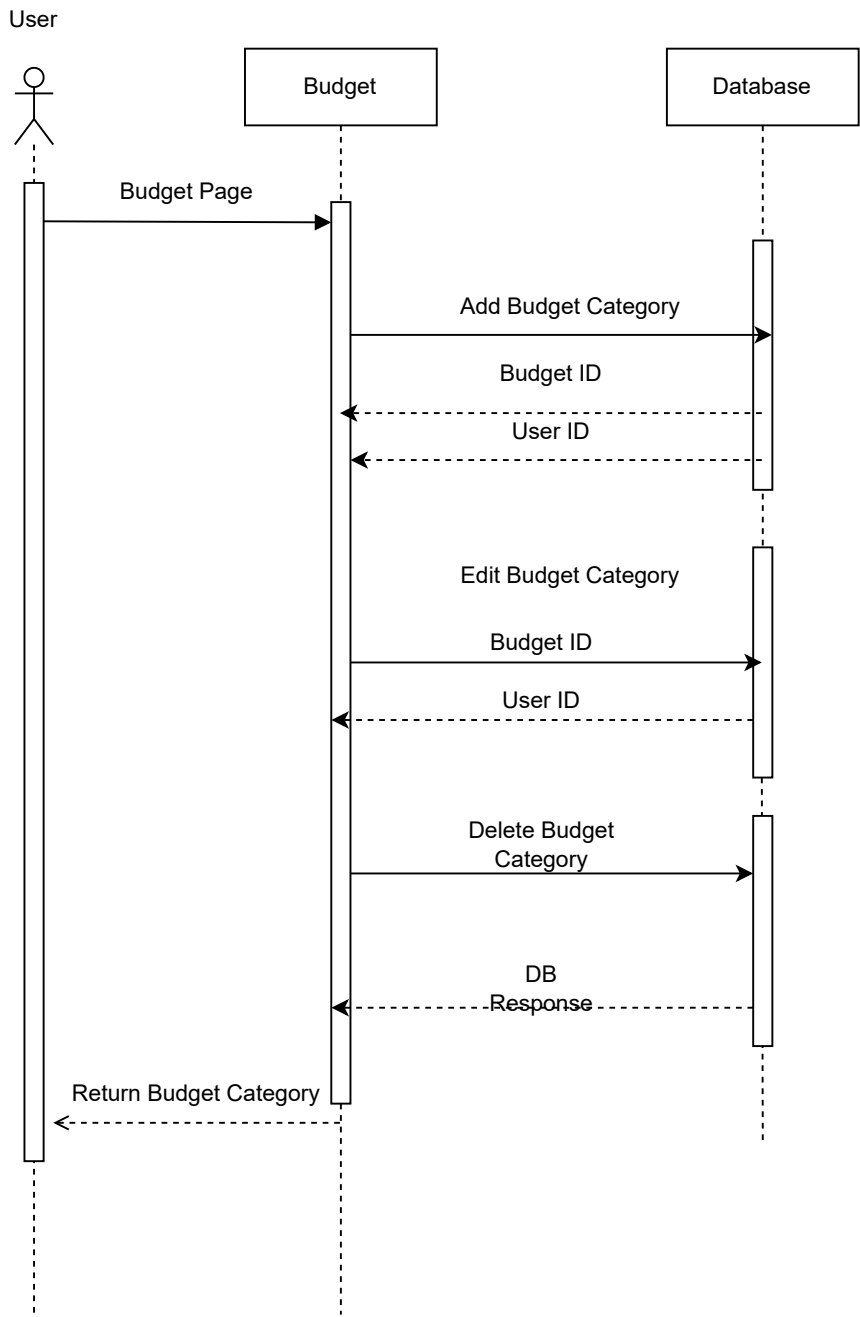 User
Budget
Database
Budget Page
Add Budget Category
Budget ID
User ID
Edit Budget Category
Budget ID
User ID
Delete Budget
Category
DB
Response
Return Budget Category